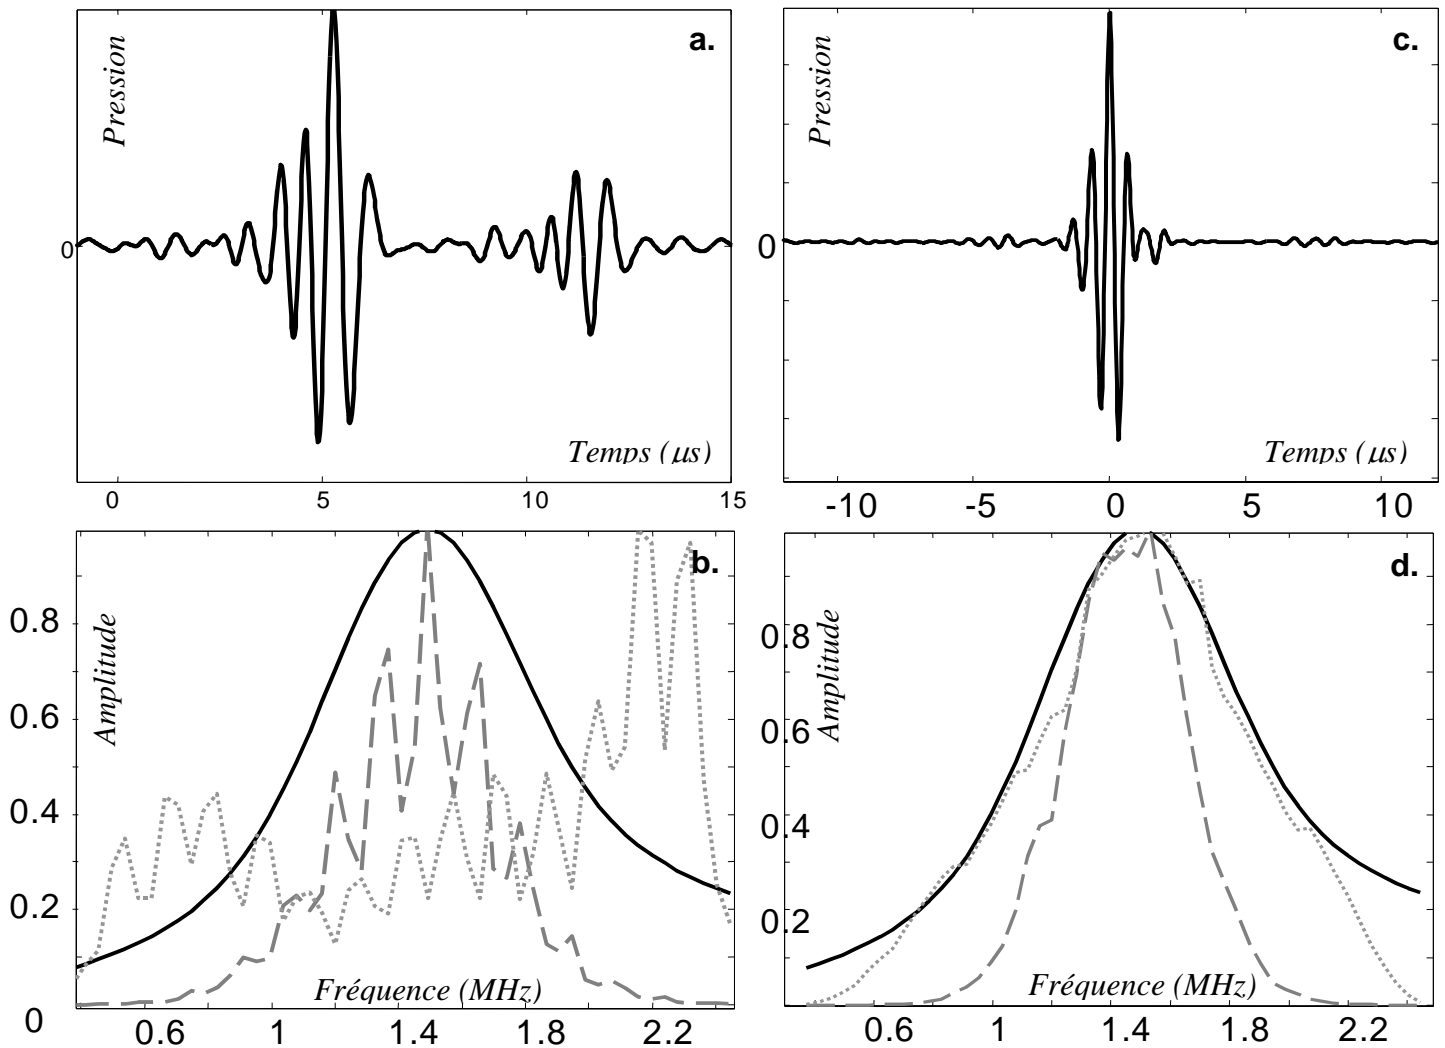 a.
Pression
0
Temps (µs)
0 5 10 15
c.
Pression
0
Temps (µs)
-10 -5 0 5 10
b.
Amplitude
0.8
0.6
0.4
0.2
0
Fréquence (MHz)
0.6 1 1.4 1.8 2.2
d.
Amplitude
0.8
0.6
0.4
0.2
Fréquence (MHz)
0.6 1 1.4 1.8 2.2